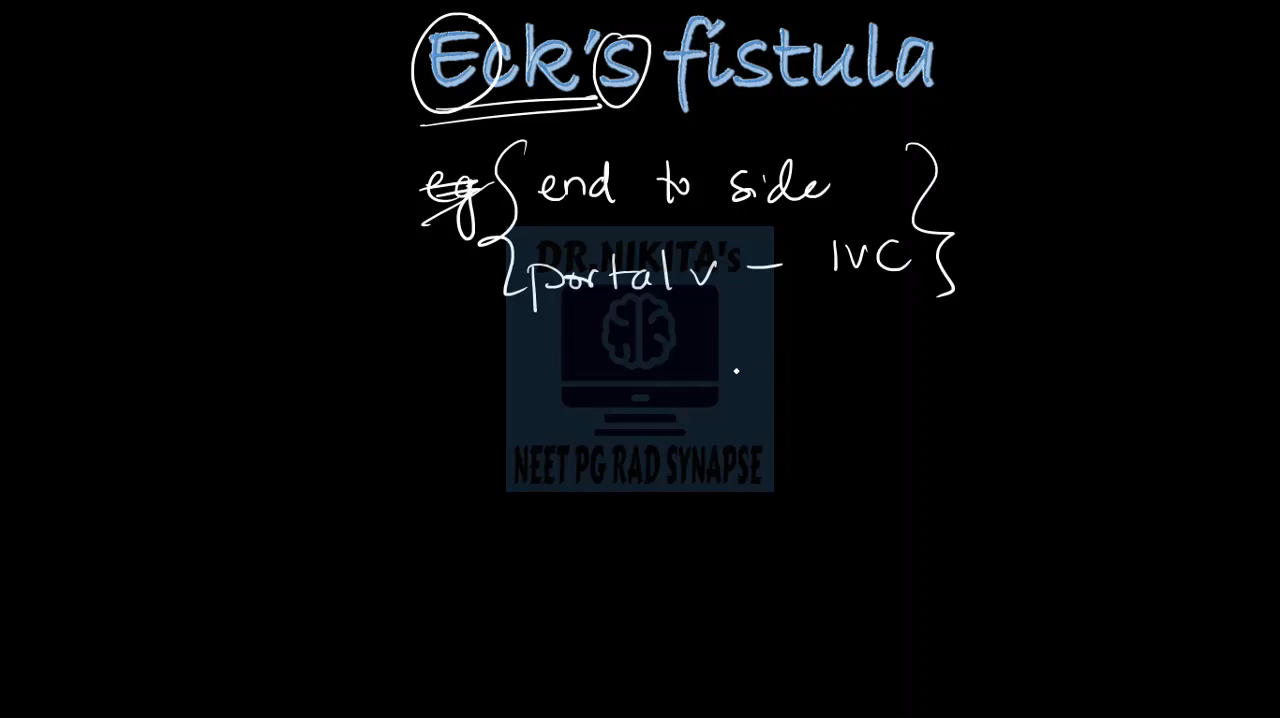 Eck's fistula
eg end to side
portal v – IVC
DR.NIKITA's
NEET PG RAD SYNAPSE